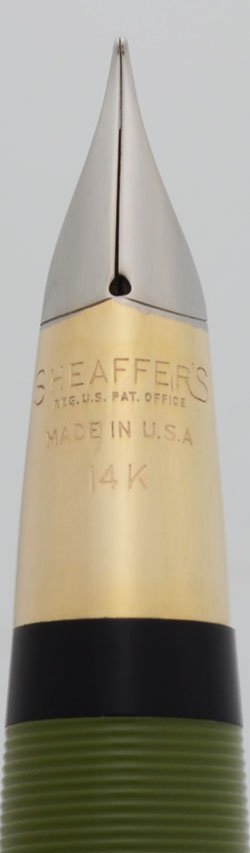 SHEAFFER'S
REG. U.S. PAT. OFFICE
MADE IN U.S.A
14K